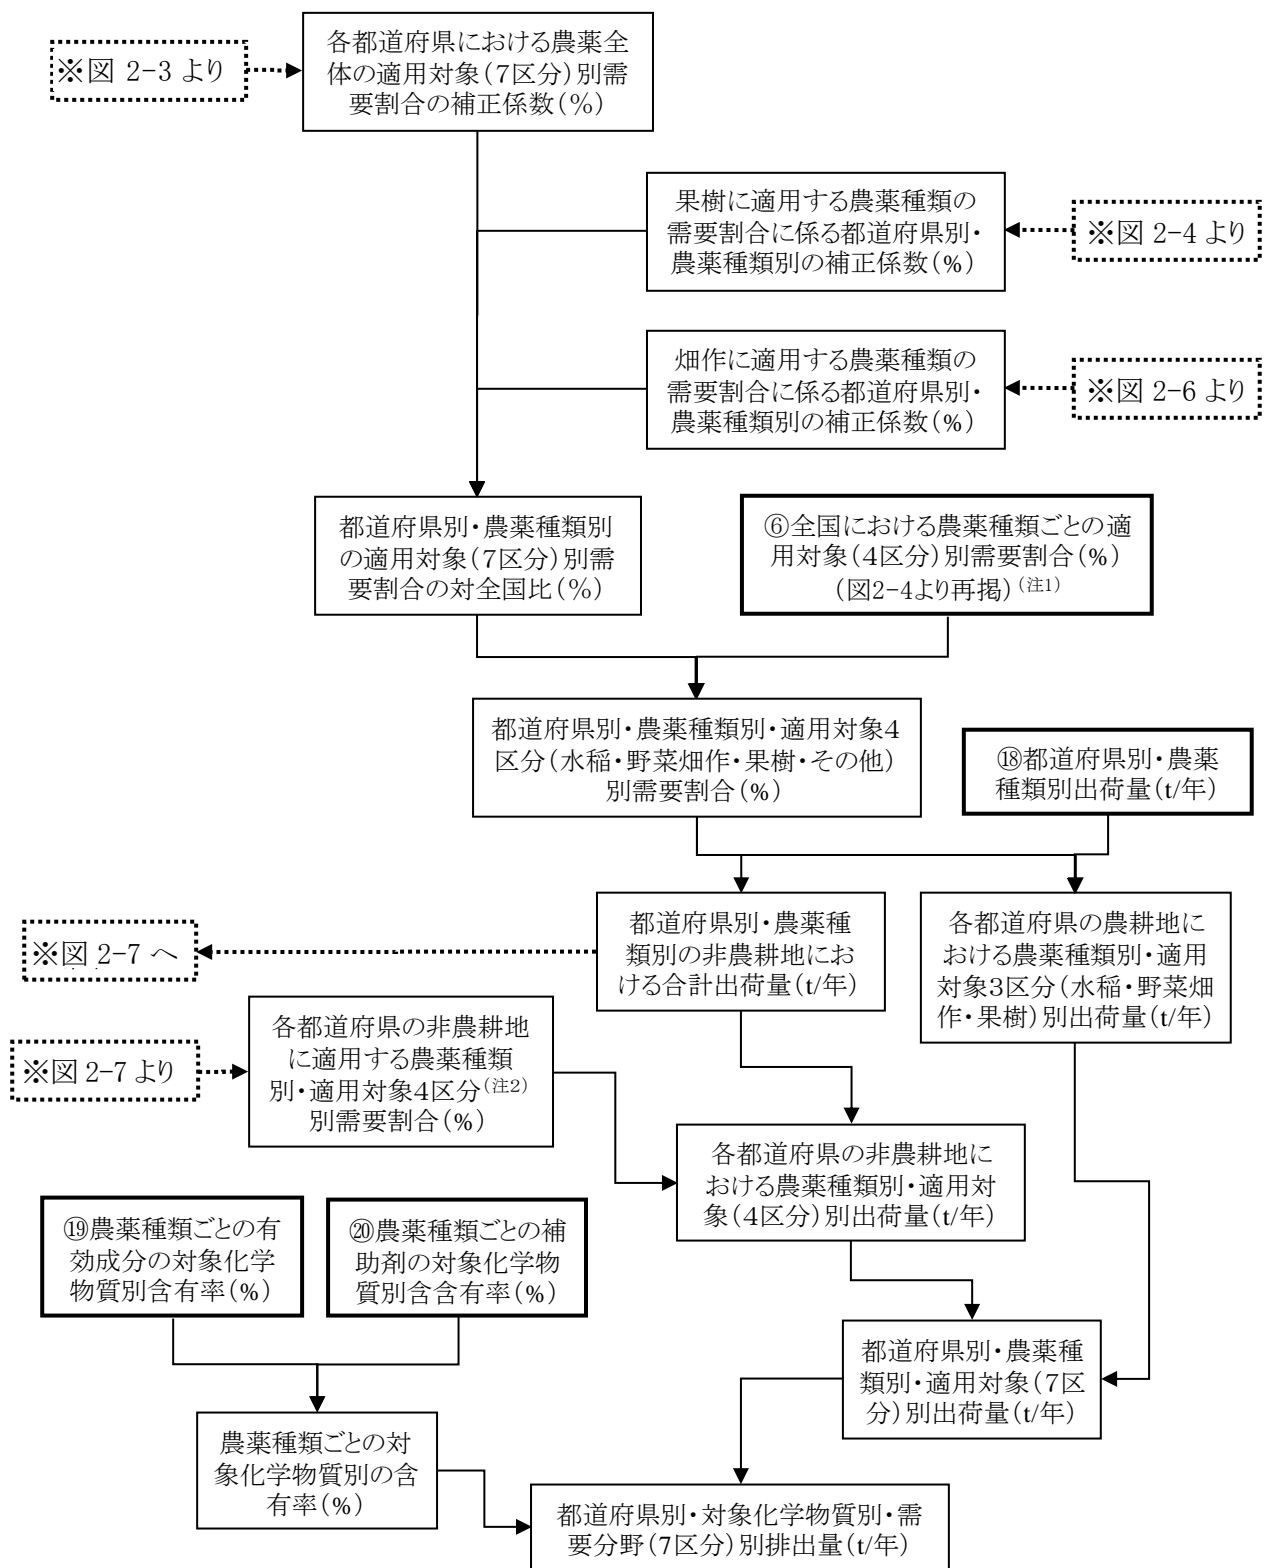 ※図 2-3 より
各都道府県における農薬全
体の適用対象(7区分)別需
要割合の補正係数(%)
果樹に適用する農薬種類の
需要割合に係る都道府県別・
農薬種類別の補正係数(%)
※図 2-4 より
畑作に適用する農薬種類の
需要割合に係る都道府県別・
農薬種類別の補正係数(%)
※図 2-6 より
都道府県別・農薬種類別
の適用対象(7区分)別需
要割合の対全国比(%)
⑥全国における農薬種類ごとの適
用対象(4区分)別需要割合(%)
(図2-4より再掲)(注1)
都道府県別・農薬種類別・適用対象4
区分(水稲・野菜畑作・果樹・その他)
別需要割合(%)
⑱都道府県別・農薬
種類別出荷量(t/年)
※図 2-7 へ
都道府県別・農薬種
類別の非農耕地にお
ける合計出荷量(t/年)
各都道府県の農耕地に
おける農薬種類別・適用
対象3区分(水稲・野菜畑
作・果樹)別出荷量(t/年)
※図 2-7 より
各都道府県の非農耕地
に適用する農薬種類
別・適用対象4区分(注2)
別需要割合(%)
各都道府県の非農耕地に
おける農薬種類別・適用対
象(4区分)別出荷量(t/年)
⑲農薬種類ごとの有
効成分の対象化学
物質別含有率(%)
⑳農薬種類ごとの補
助剤の対象化学物
質別含含有率(%)
都道府県別・農薬種
類別・適用対象(7区
分)別出荷量(t/年)
農薬種類ごとの対
象化学物質別の含
有率(%)
都道府県別・対象化学物質別・需
要分野(7区分)別排出量(t/年)